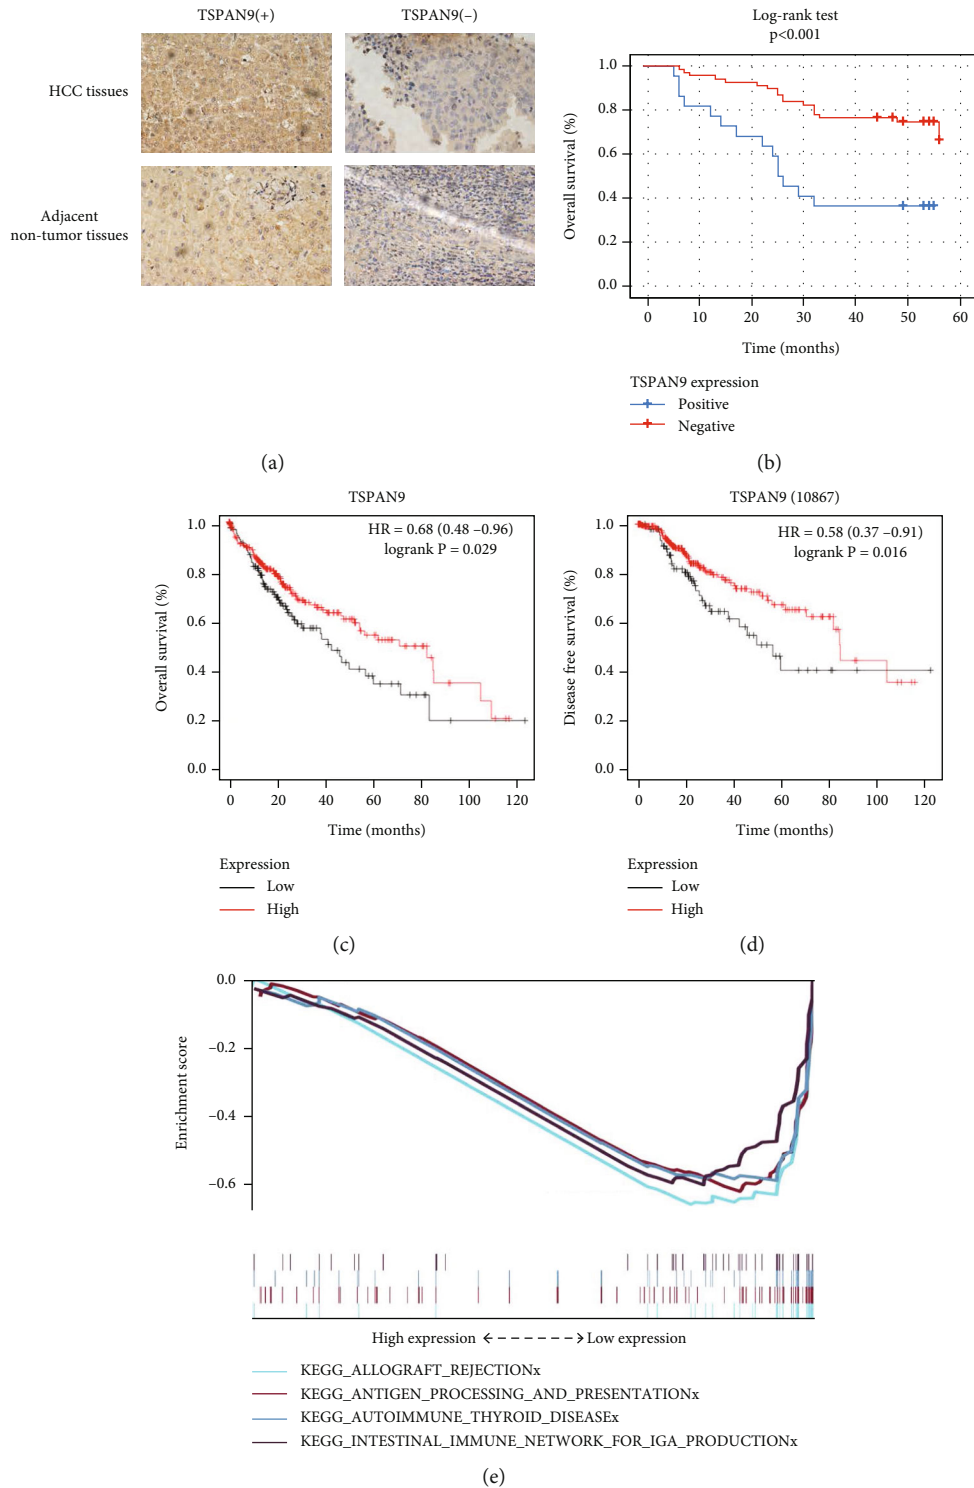 TSPAN9(+)
TSPAN9(–)
HCC tissues
Adjacent
non-tumor tissues
(a)
Log-rank test
p<0.001
Overall survival (%)
1.0
0.8
0.6
0.4
0.2
0.0
0 10 20 30 40 50 60
Time (months)
TSPAN9 expression
Positive
Negative
(b)
TSPAN9
HR = 0.68 (0.48 –0.96)
logrank P = 0.029
Overall survival (%)
1.0
0.8
0.6
0.4
0.2
0.0
0 20 40 60 80 100 120
Time (months)
Expression
Low
High
(c)
TSPAN9 (10867)
HR = 0.58 (0.37 –0.91)
logrank P = 0.016
Disease free survival (%)
1.0
0.8
0.6
0.4
0.2
0.0
0 20 40 60 80 100 120
Time (months)
Expression
Low
High
(d)
Enrichment score
0.0
–0.2
–0.4
–0.6
High expression Low expression
KEGG_ALLOGRAFT_REJECTIONx
KEGG_ANTIGEN_PROCESSING_AND_PRESENTATIONx
KEGG_AUTOIMMUNE_THYROID_DISEASEx
KEGG_INTESTINAL_IMMUNE_NETWORK_FOR_IGA_PRODUCTIONx
(e)